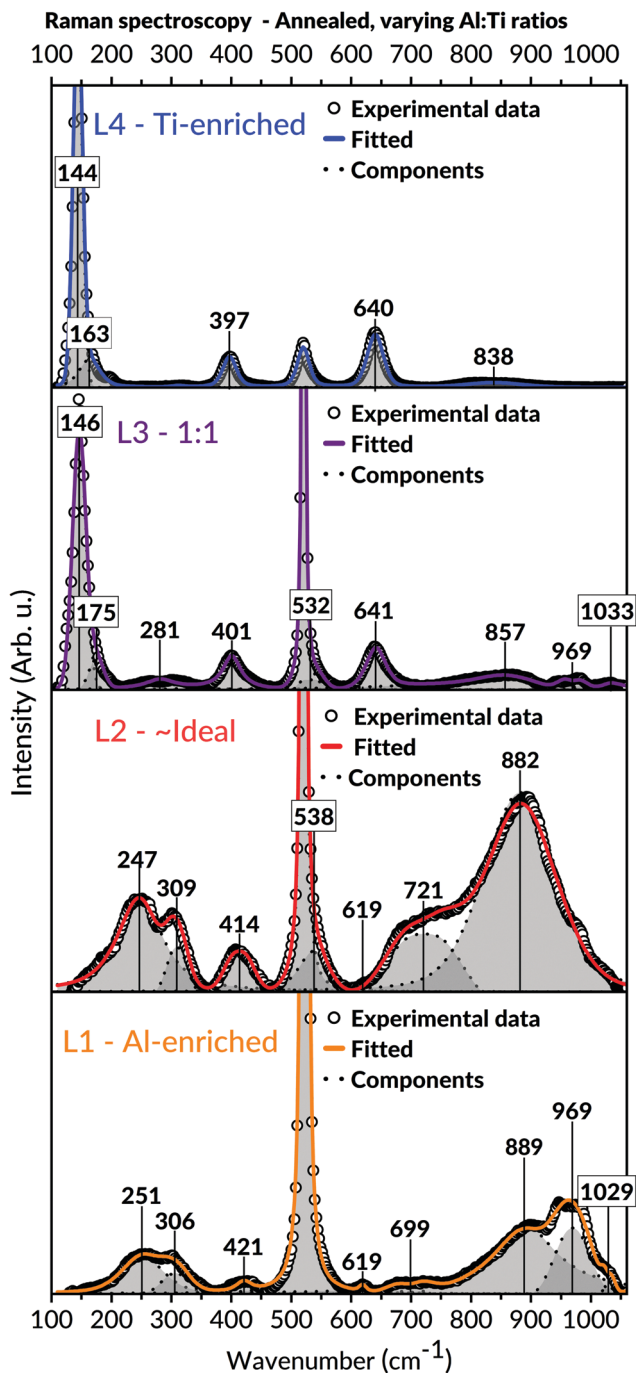 Raman spectroscopy - Annealed, varying Al:Ti ratios
100 200 300 400 500 600 700 800 900 1000
L4 - Ti-enriched
Experimental data
Fitted
Components
144
163
397
640
838
L3 - 1:1
Experimental data
Fitted
Components
146
175
281
401
532
641
857
969
1033
L2 - ~Ideal
Experimental data
Fitted
Components
247
309
414
538
619
721
882
L1 - Al-enriched
Experimental data
Fitted
Components
251
306
421
619
699
889
969
1029
100 200 300 400 500 600 700 800 900 1000
Wavenumber (cm⁻¹)
Intensity (Arb. u.)